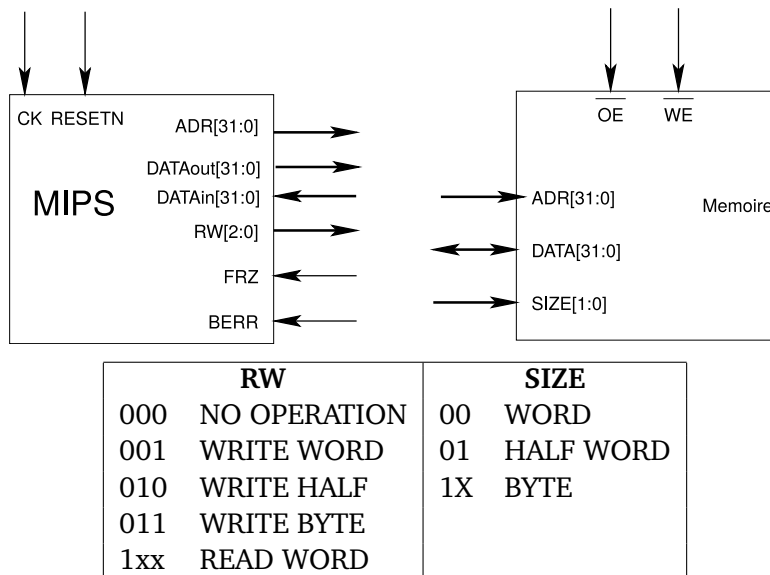 CK RESETN
ADR[31:0]
DATAout[31:0]
MIPS
DATAin[31:0]
RW[2:0]
FRZ
BERR
OE WE
ADR[31:0]
Memoire
DATA[31:0]
SIZE[1:0]
RW SIZE
000 NO OPERATION 00 WORD
001 WRITE WORD 01 HALF WORD
010 WRITE HALF 1X BYTE
011 WRITE BYTE
1xx READ WORD